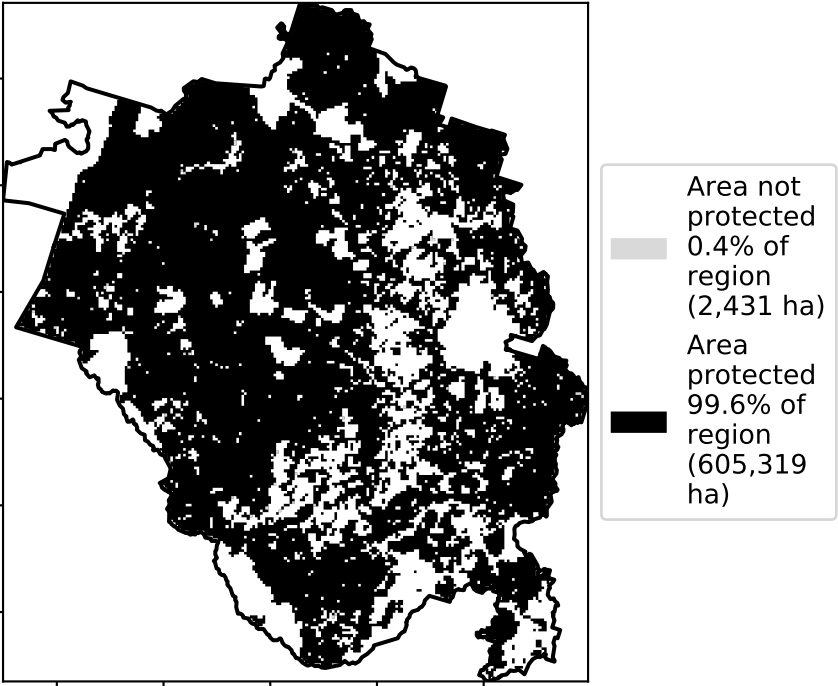 Area not
protected
0.4% of
region
(2,431 ha)
Area
protected
99.6% of
region
(605,319
ha)